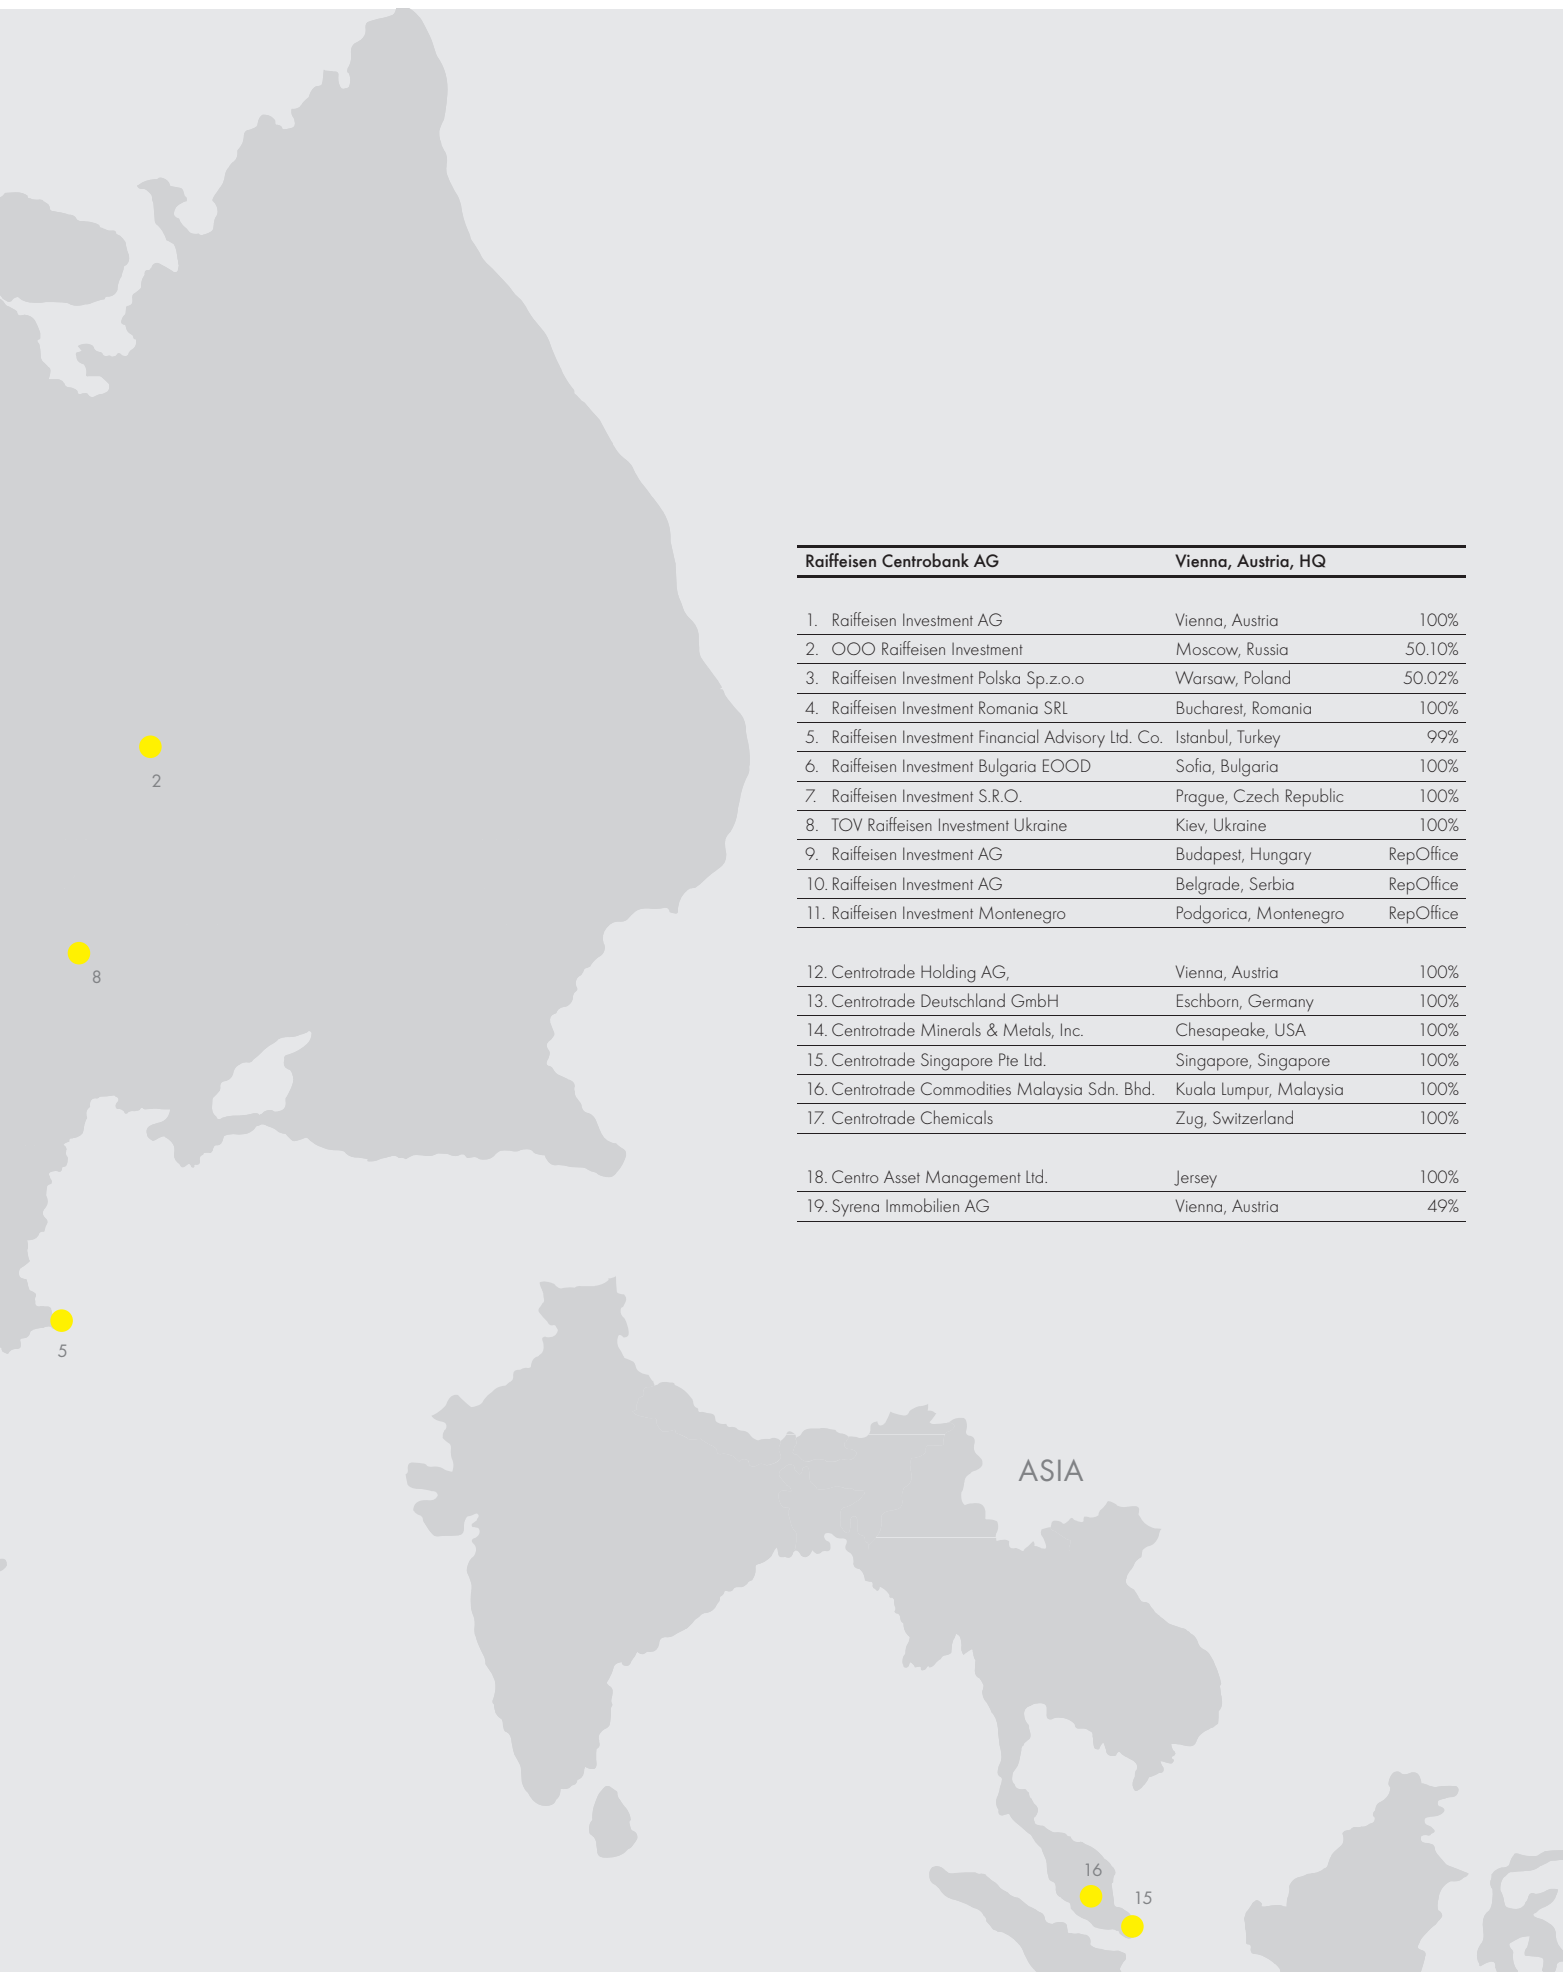 Raiffeisen Centrobank AG Vienna, Austria, HQ
1. Raiffeisen Investment AG Vienna, Austria 100%
2. OOO Raiffeisen Investment Moscow, Russia 50.10%
3. Raiffeisen Investment Polska Sp.z.o.o Warsaw, Poland 50.02%
4. Raiffeisen Investment Romania SRL Bucharest, Romania 100%
5. Raiffeisen Investment Financial Advisory Ltd. Co. Istanbul, Turkey 99%
6. Raiffeisen Investment Bulgaria EOOD Sofia, Bulgaria 100%
7. Raiffeisen Investment S.R.O. Prague, Czech Republic 100%
8. TOV Raiffeisen Investment Ukraine Kiev, Ukraine 100%
9. Raiffeisen Investment AG Budapest, Hungary RepOffice
10. Raiffeisen Investment AG Belgrade, Serbia RepOffice
11. Raiffeisen Investment Montenegro Podgorica, Montenegro RepOffice
12. Centrotrade Holding AG, Vienna, Austria 100%
13. Centrotrade Deutschland GmbH Eschborn, Germany 100%
14. Centrotrade Minerals & Metals, Inc. Chesapeake, USA 100%
15. Centrotrade Singapore Pte Ltd. Singapore, Singapore 100%
16. Centrotrade Commodities Malaysia Sdn. Bhd. Kuala Lumpur, Malaysia 100%
17. Centrotrade Chemicals Zug, Switzerland 100%
18. Centro Asset Management Ltd. Jersey 100%
19. Syrena Immobilien AG Vienna, Austria 49%
2
8
5
ASIA
16
15